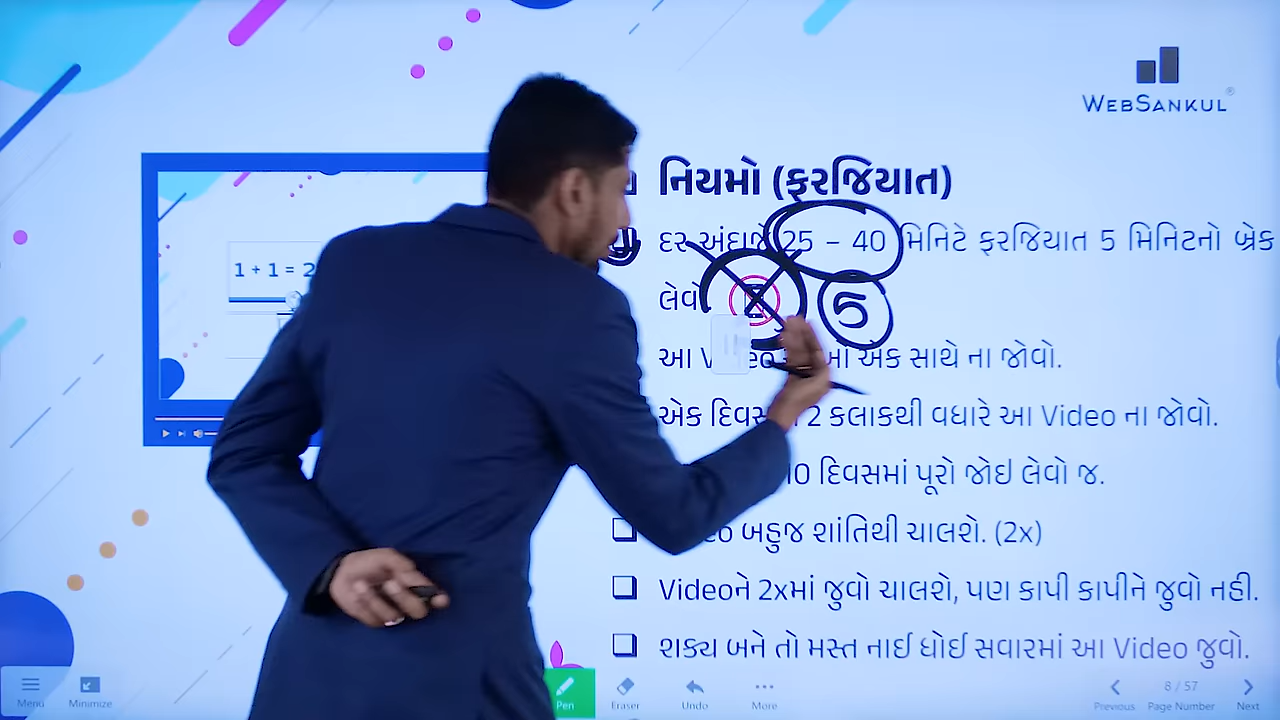 WEBSANKUL
નિયમો (ફરજિયાત)
દર અંદાજે 25 – 40 મિનિટે ફરજિયાત 5 મિનિટનો બ્રેક
લેવો.
5
1 + 1 = 2
આ એક સાથે ના જોવો.
એક 2 કલાકથી વધારે આ Video ના જોવો.
10 દિવસમાં પૂરો જોઈ લેવો જ.
બહુજ શાંતિથી ચાલશે. (2x)
Videoને 2xમાં જુવો ચાલશે, પણ કાપી કાપીને જુવો નહી.
શક્ય બને તો મસ્ત નાઈ ધોઈ સવારમાં આ Video જુવો.
Menu Minimize Pen Eraser Undo More Previous 8 / 57 Page Number Next